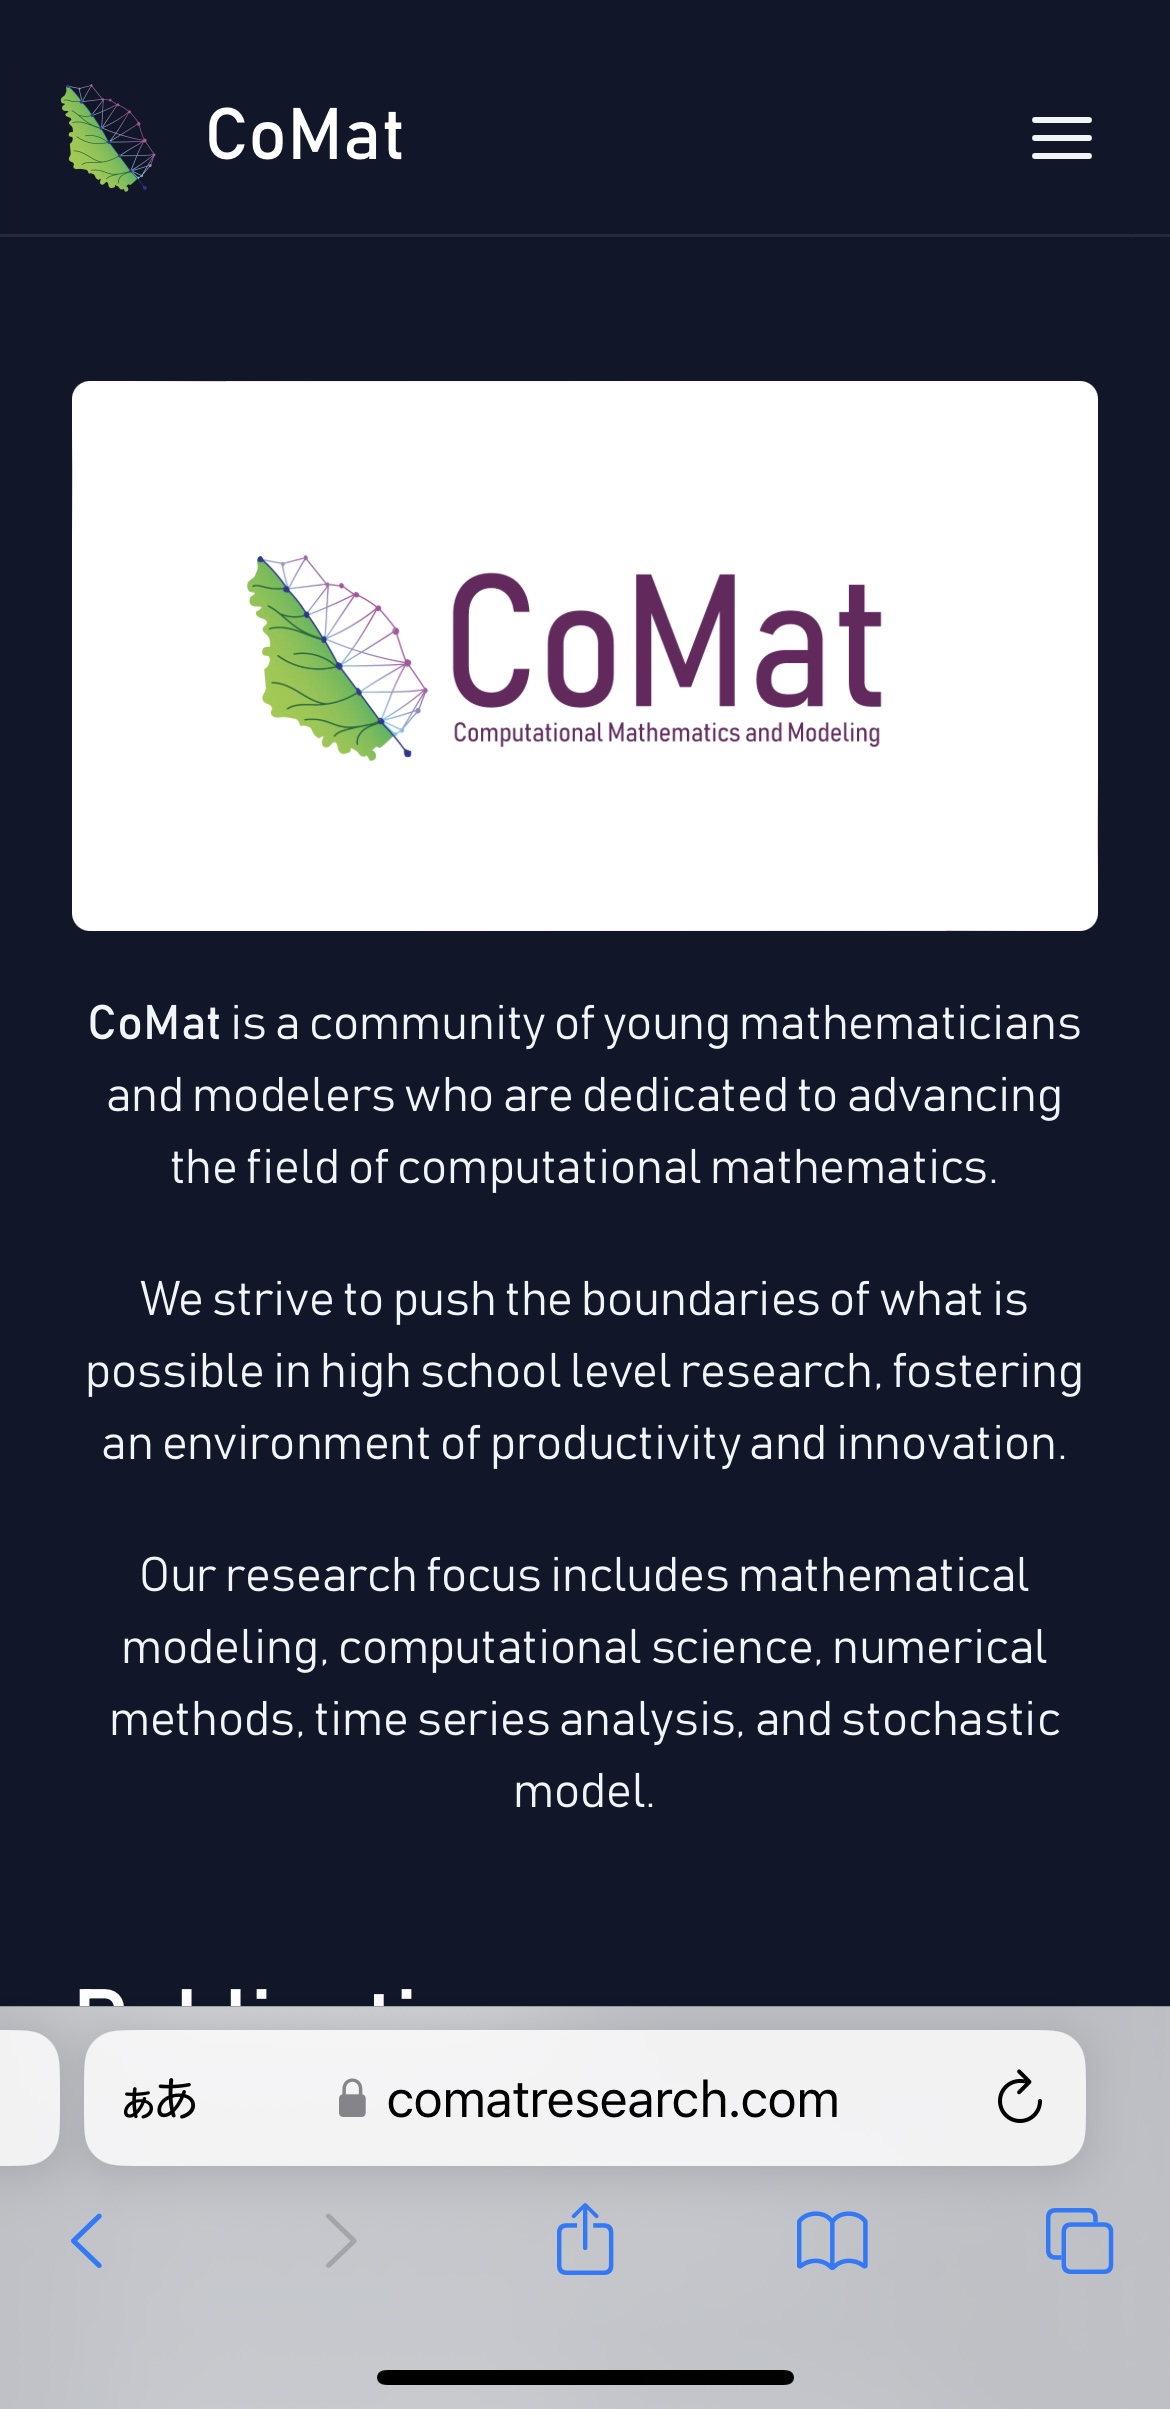 CoMat
CoMat
Computational Mathematics and Modeling
CoMat is a community of young mathematicians
and modelers who are dedicated to advancing
the field of computational mathematics.
We strive to push the boundaries of what is
possible in high school level research, fostering
an environment of productivity and innovation.
Our research focus includes mathematical
modeling, computational science, numerical
methods, time series analysis, and stochastic
model.
ぁあ
comatresearch.com